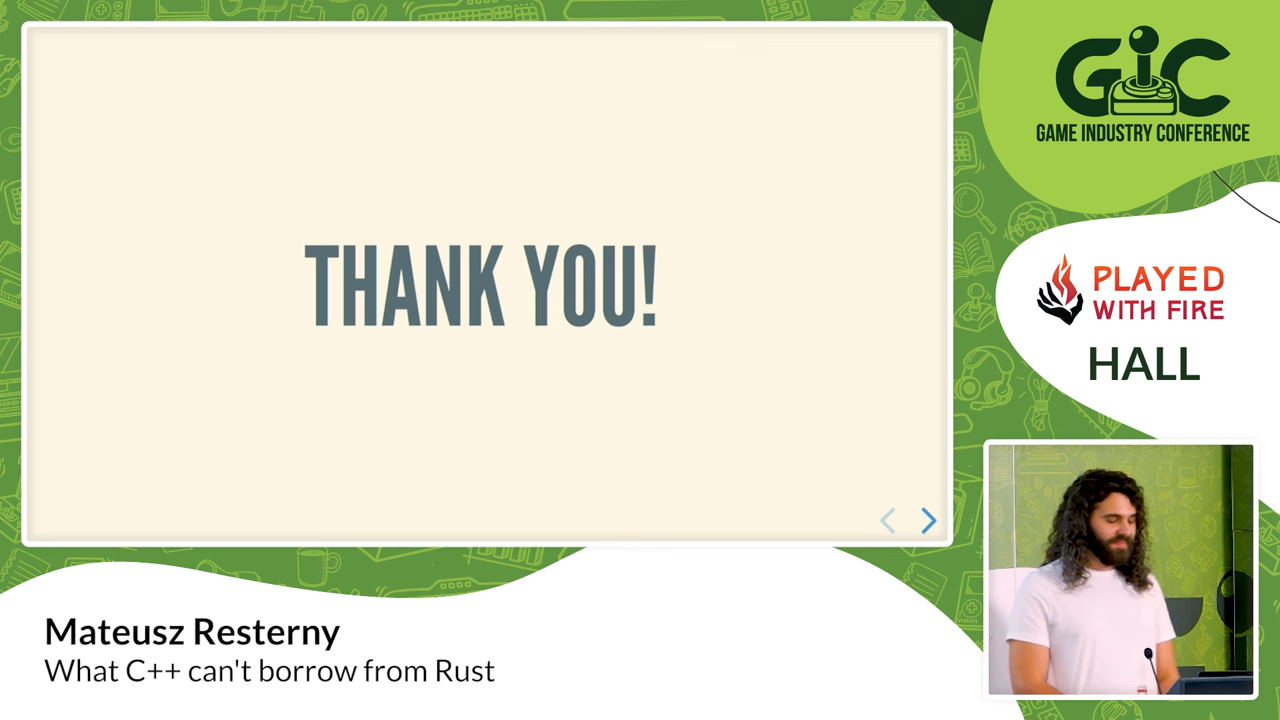 THANK YOU!
GIC
GAME INDUSTRY CONFERENCE
PLAYED
WITH FIRE
HALL
Mateusz Resterny
What C++ can't borrow from Rust